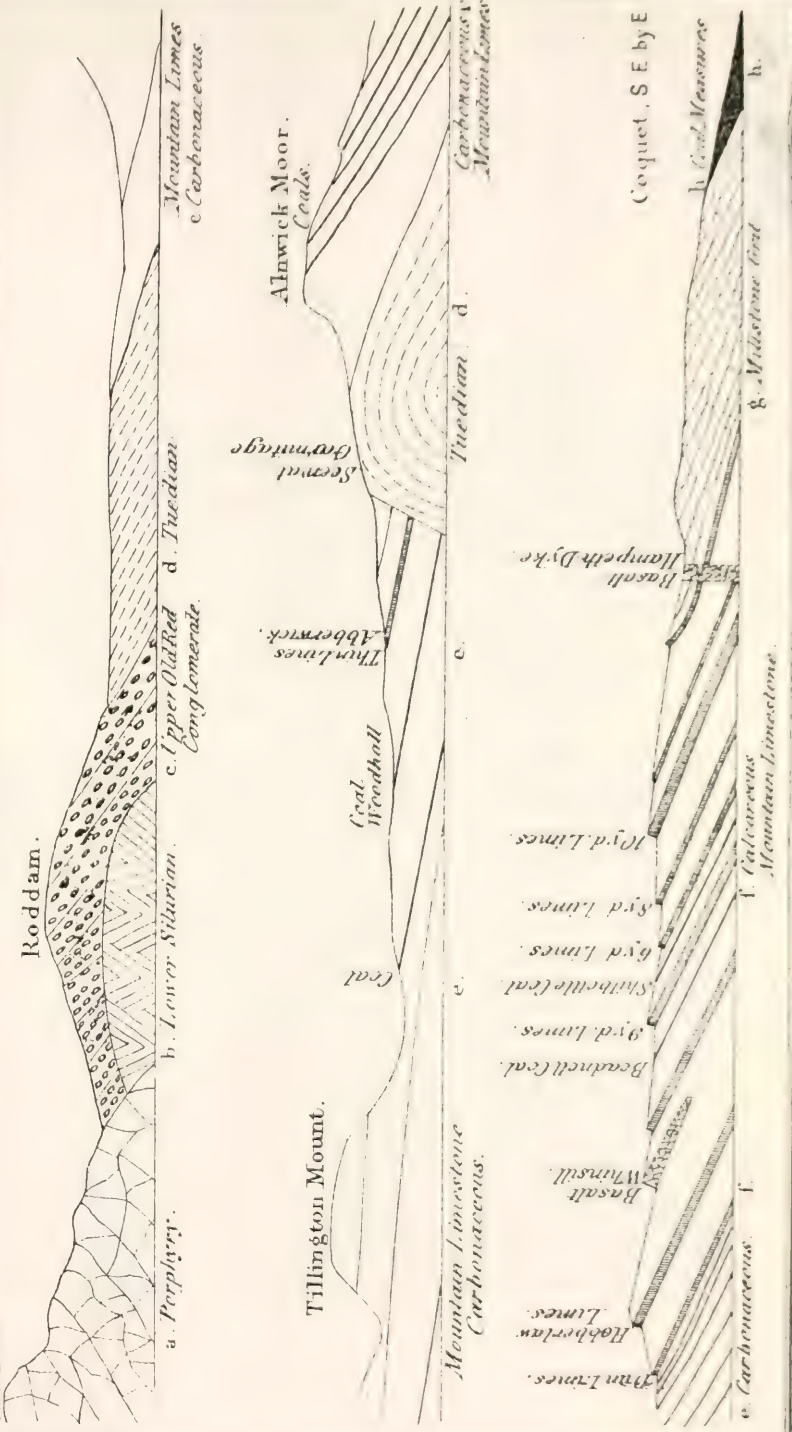 Roddam.
a. Porphyry.
b. Lower Silurian.
c. Upper Old Red
Conglomerate.
d. Tuedian
Mountain Limes
e Carbonaceous
Tillington Mount.
Coal
Coal
Woodhall
Thin Limes
Abberwick.
Alnwick Moor.
Coals.
Mountain Limestone
Carbonaceous.
e.
e.
Tuedian
d.
Carbonaceous
Mountain Limes
Dun Limes.
Hobberlaw
Limes.
Basalt
Whinsill.
Beadnell Coal
9yd. Limes.
Shilbottle Coal
6yd Limes
8yd Limes.
10yd. Limes.
Basalt
Hampeth Dyke.
Coquet. S E by E
h Coal Measures
e. Carbonaceous.
f.
f. Calcareous
Mountain Limestone.
g. Millstone Grit
h.